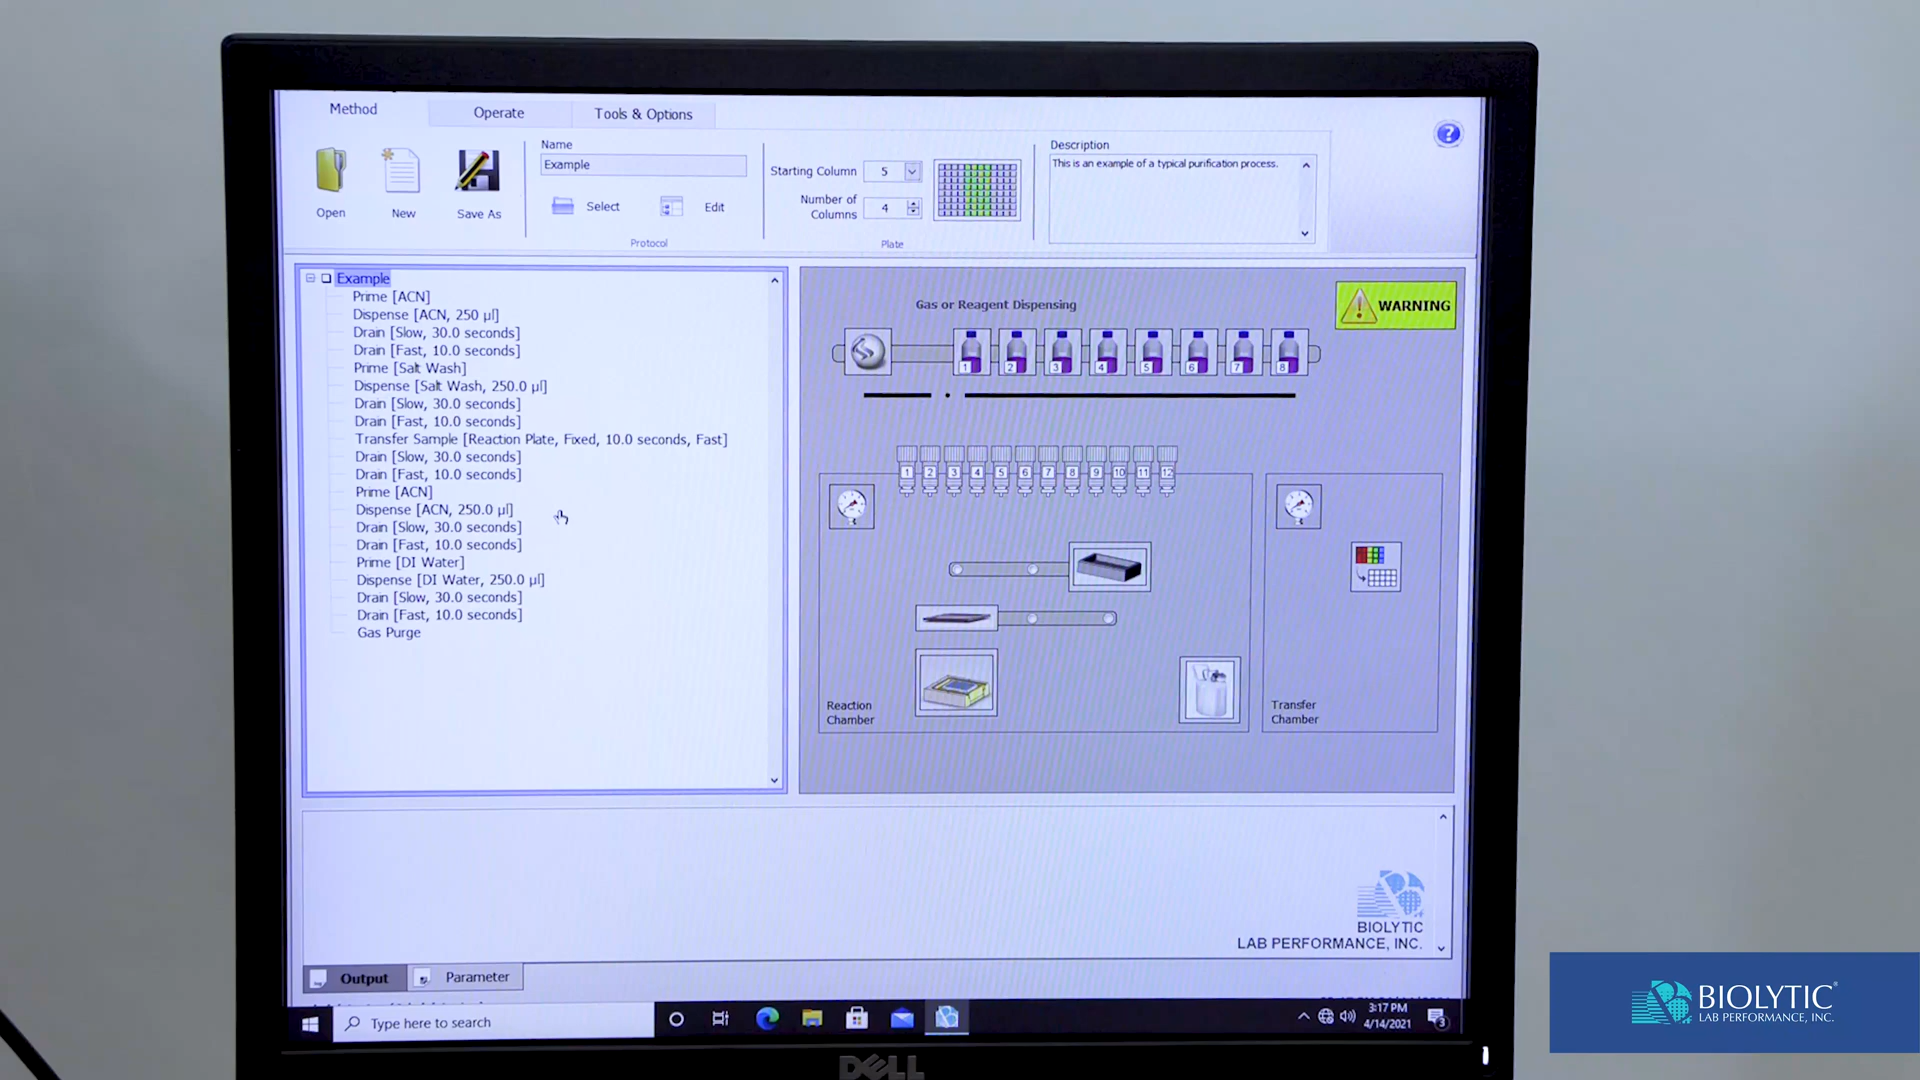 Method
Operate
Tools & Options
Open
New
Save As
Name
Example
Select
Edit
Protocol
Starting Column
5
Number of
Columns
4
Plate
Description
This is an example of a typical purification process.
?
Example
Prime [ACN]
Dispense [ACN, 250 µl]
Drain [Slow, 30.0 seconds]
Drain [Fast, 10.0 seconds]
Prime [Salt Wash]
Dispense [Salt Wash, 250.0 µl]
Drain [Slow, 30.0 seconds]
Drain [Fast, 10.0 seconds]
Transfer Sample [Reaction Plate, Fixed, 10.0 seconds, Fast]
Drain [Slow, 30.0 seconds]
Drain [Fast, 10.0 seconds]
Prime [ACN]
Dispense [ACN, 250.0 µl]
Drain [Slow, 30.0 seconds]
Drain [Fast, 10.0 seconds]
Prime [DI Water]
Dispense [DI Water, 250.0 µl]
Drain [Slow, 30.0 seconds]
Drain [Fast, 10.0 seconds]
Gas Purge
Gas or Reagent Dispensing
WARNING
1 2 3 4 5 6 7 8
1 2 3 4 5 6 7 8 9 10 11 12
Reaction
Chamber
Transfer
Chamber
BIOLYTIC
LAB PERFORMANCE, INC.
Output
Parameter
Type here to search
3:17 PM
4/14/2021
3
DELL
BIOLYTIC®
LAB PERFORMANCE, INC.